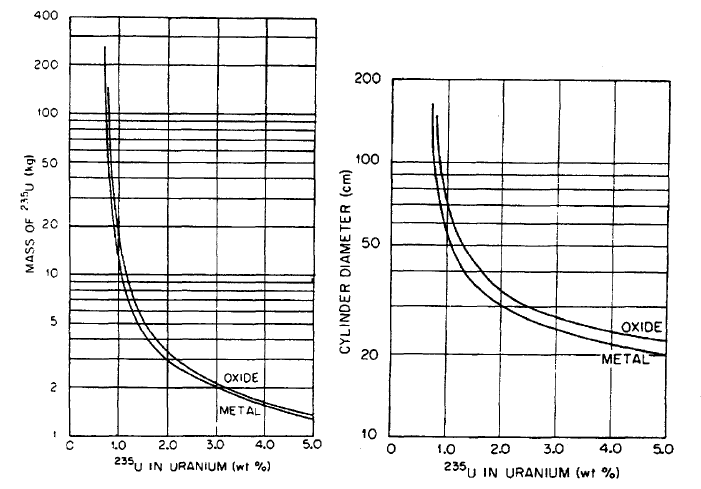 400
200
100
50
20
10
5
2
1
MASS OF ²³⁵U (kg)
OXIDE
METAL
0 1.0 2.0 3.0 4.0 5.0
²³⁵U IN URANIUM (wt %)
200
100
50
20
10
CYLINDER DIAMETER (cm)
OXIDE
METAL
0 1.0 2.0 3.0 4.0 5.0
²³⁵U IN URANIUM (wt %)